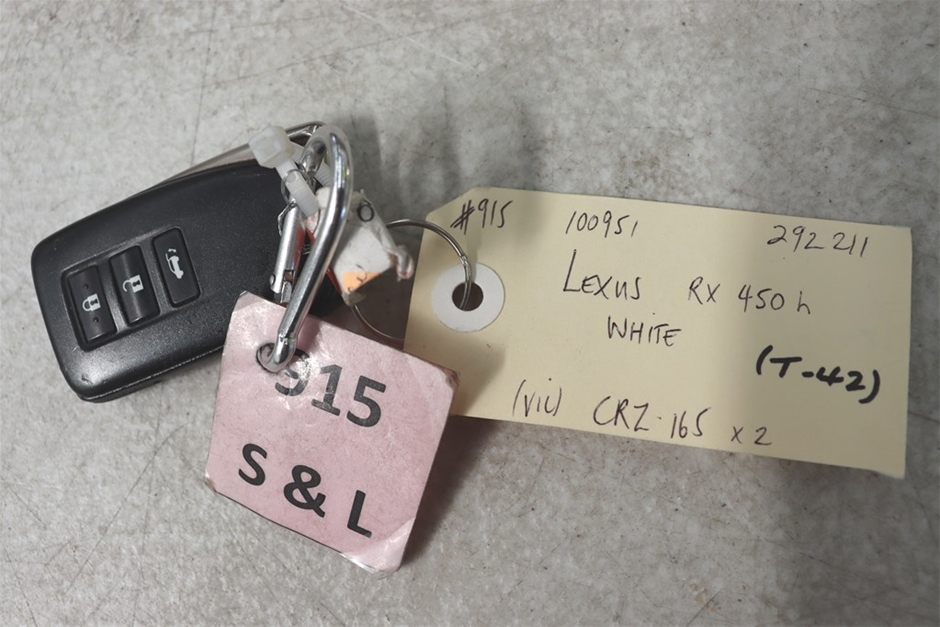 915
S & L
#915 100951 292211
LEXUS RX 450h
WHITE
(T-42)
(VIC) CRZ-165 x2